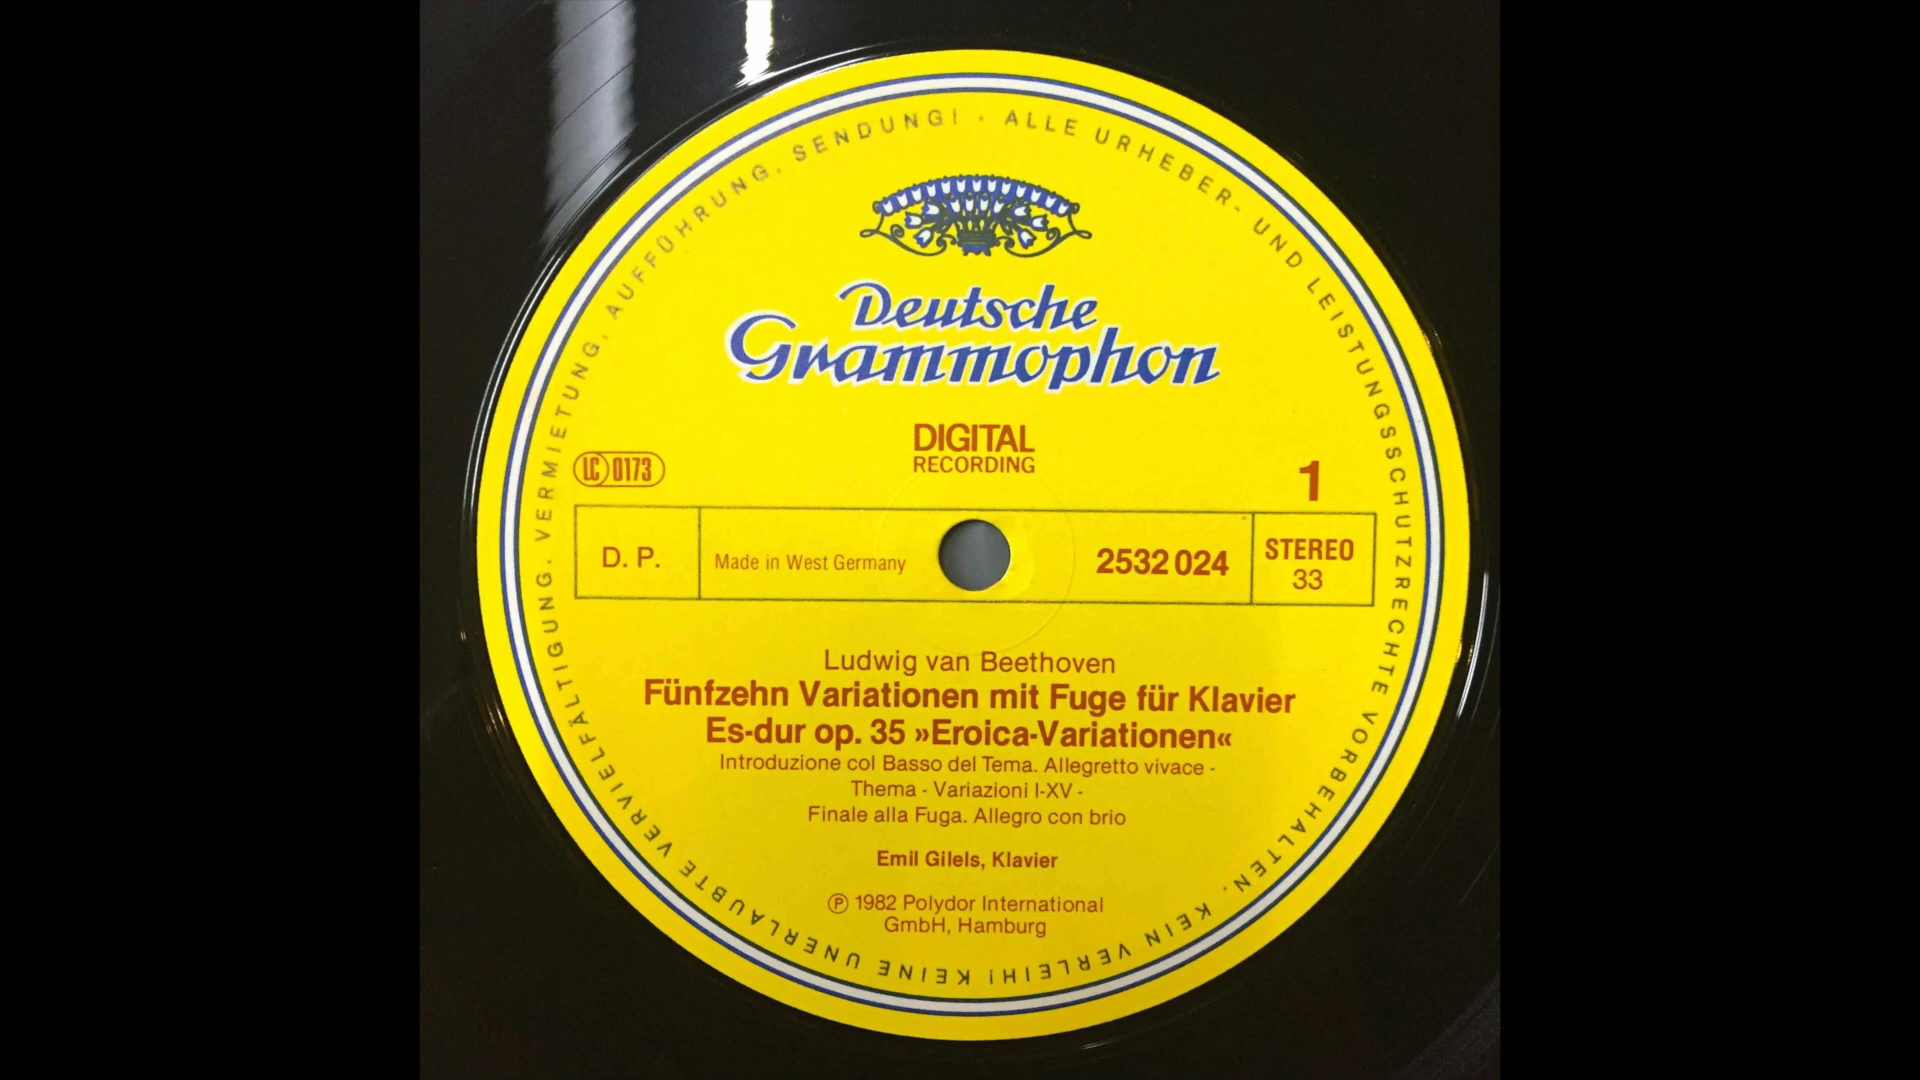 ALLE URHEBER- UND LEISTUNGSSCHUTZRECHTE VORBEHALTEN. KEIN VERLEIH! KEINE UNERLAUBTE VERVIELFÄLTIGUNG, VERMIETUNG, AUFFÜHRUNG, SENDUNG! ·
Deutsche
Grammophon
DIGITAL
RECORDING
LC 0173
1
D. P.
Made in West Germany
2532 024
STEREO
33
Ludwig van Beethoven
Fünfzehn Variationen mit Fuge für Klavier
Es-dur op. 35 »Eroica-Variationen«
Introduzione col Basso del Tema. Allegretto vivace -
Thema - Variazioni I-XV -
Finale alla Fuga. Allegro con brio
Emil Gilels, Klavier
Ⓟ 1982 Polydor International
GmbH, Hamburg